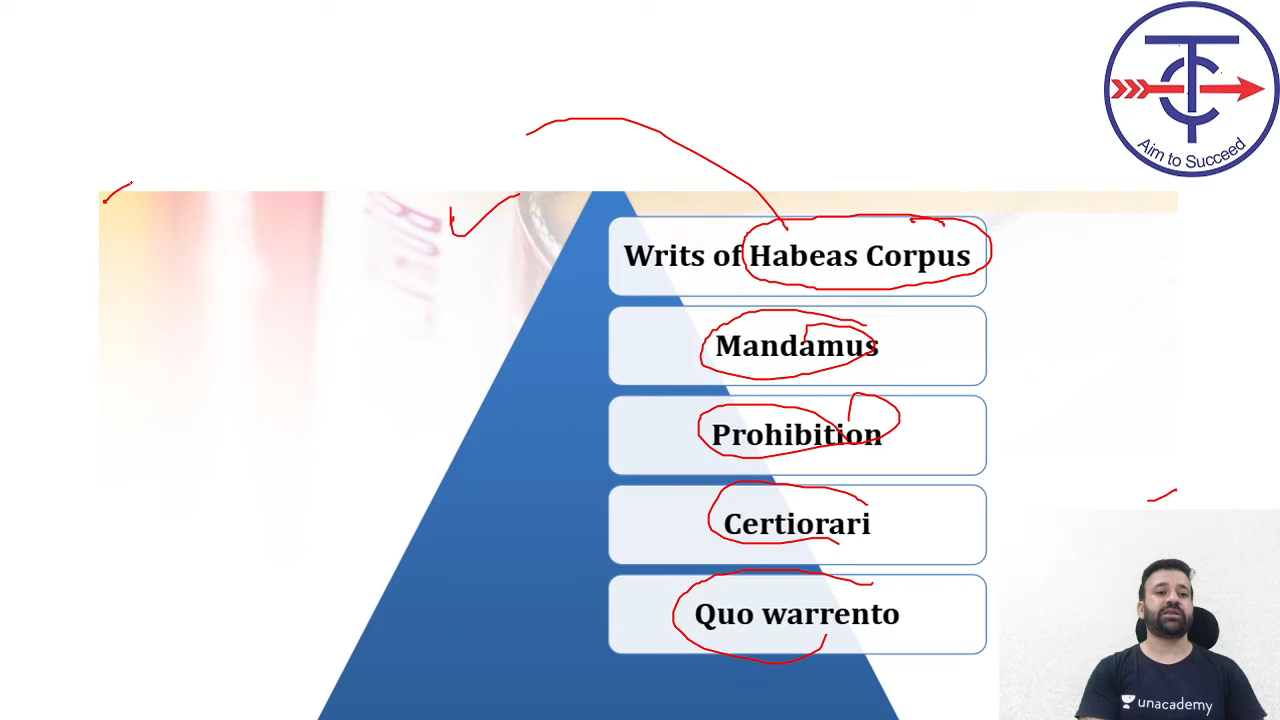 Aim to Succeed
Writs of Habeas Corpus
Mandamus
Prohibition
Certiorari
Quo warrento
unacademy